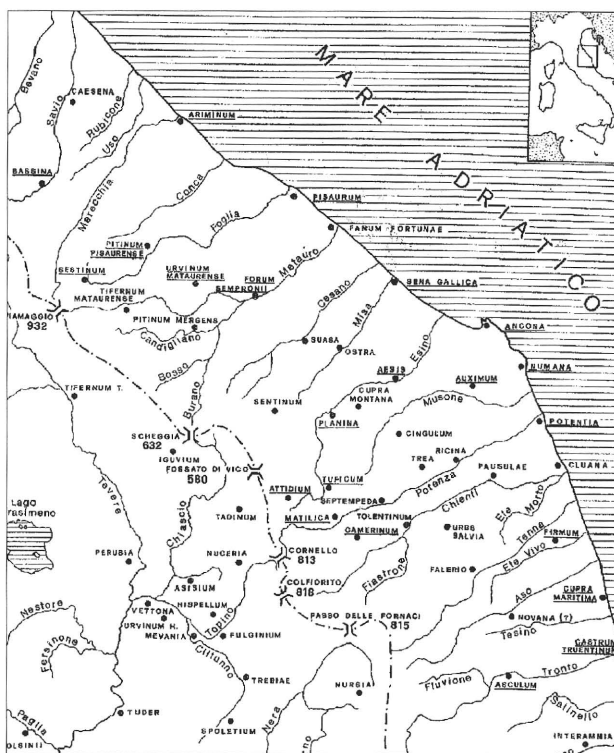 MARE ADRIATICO
Bevano
Savio
CAESENA
Rubicone
Uso
ARIMINUM
BASSINA
Marecchia
Conca
PISAURUM
Foglia
FANUM FORTUNAE
PITINUM
PISAURENSE
Metauro
SESTINUM
URVINUM
MATAURENSE
FORUM
SEMPRONII
Cesano
SENA GALLICA
TIFERNUM
MATAURENSE
Misa
IAMAGGIO
932
PITINUM MERGENS
Candigliano
SUASA
OSTRA
Esino
ANCONA
Bosso
AESIS
NUMANA
TIFERNUM T.
Burano
SENTINUM
CUPRA
MONTANA
AUXIMUM
PLANINA
Musone
SCHEGGIA
632
CINGULUM
POTENTIA
IGUVIUM
RICINA
FOSSATO DI VICO
580
TREA
PAUSULAE
CLUANA
TUFICUM
Potenza
Lago
rasimeno
Tevere
Chiascio
ATTIDIUM
SEPTEMPEDA
Chienti
TADINUM
MATILICA
TOLENTINUM
Ete Morto
URBS
SALVIA
Tenna
FIRMUM
CAMERINUM
Ete Vivo
PERUSIA
NUCERIA
CORNELLO
813
Fiastrone
FALERIO
ASISIUM
COLFIORITO
818
Aso
CUPRA
MARITIMA
VETTONA
HISPELLUM
Topino
PASSO DELLE FORNACI
815
NOVANA (?)
Nestore
URVINUM H.
Tesino
MEVANIA
FULGINIUM
CASTRUM
TRUENTINUM
Fersinone
Clitunno
Tronto
TREBIAE
NURSIA
Fluvione
ASCULUM
Paglia
TUDER
Nera
Salinello
OLSINII
SPOLETIUM
INTERAMNIA